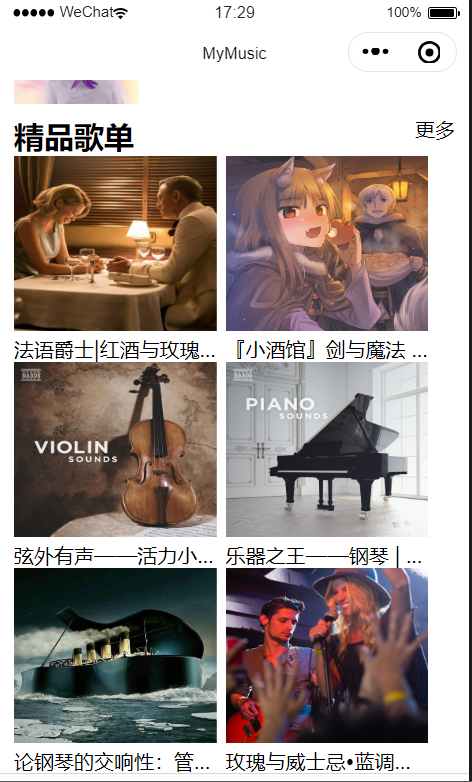 WeChat 17:29 100%
MyMusic
精品歌单 更多
法语爵士|红酒与玫瑰...
『小酒馆』剑与魔法 ...
NAXOS
VIOLIN
SOUNDS
NAXOS
PIANO
SOUNDS
弦外有声——活力小...
乐器之王——钢琴 | ...
论钢琴的交响性：管...
玫瑰与威士忌•蓝调...